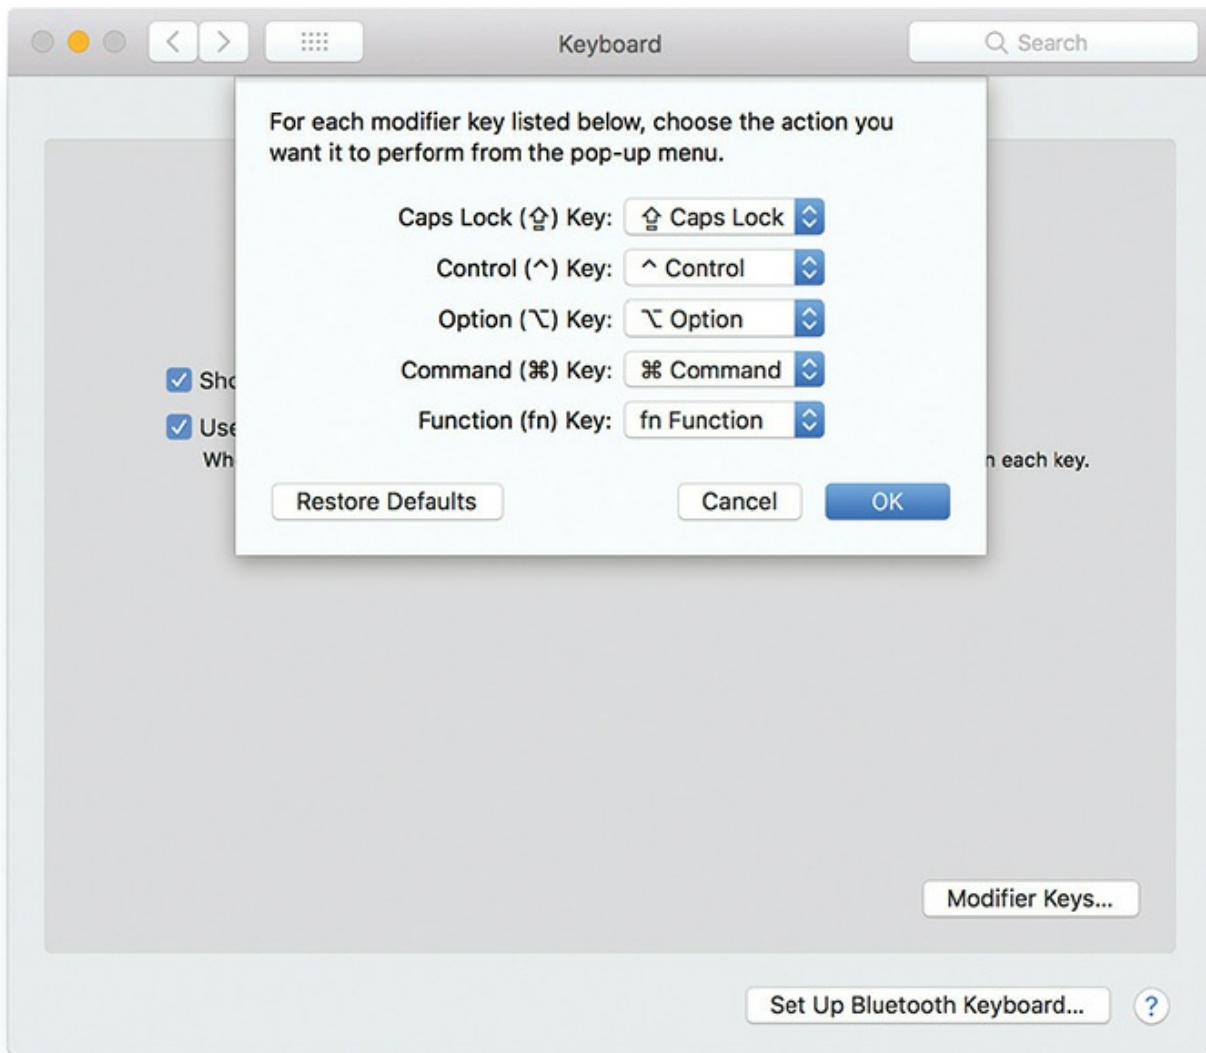 Keyboard
Search
For each modifier key listed below, choose the action you
want it to perform from the pop-up menu.
Caps Lock (⇪) Key: ⇪ Caps Lock
Control (^) Key: ^ Control
Option (⌥) Key: ⌥ Option
Command (⌘) Key: ⌘ Command
Function (fn) Key: fn Function
Restore Defaults Cancel OK
each key.
Modifier Keys...
Set Up Bluetooth Keyboard... ?